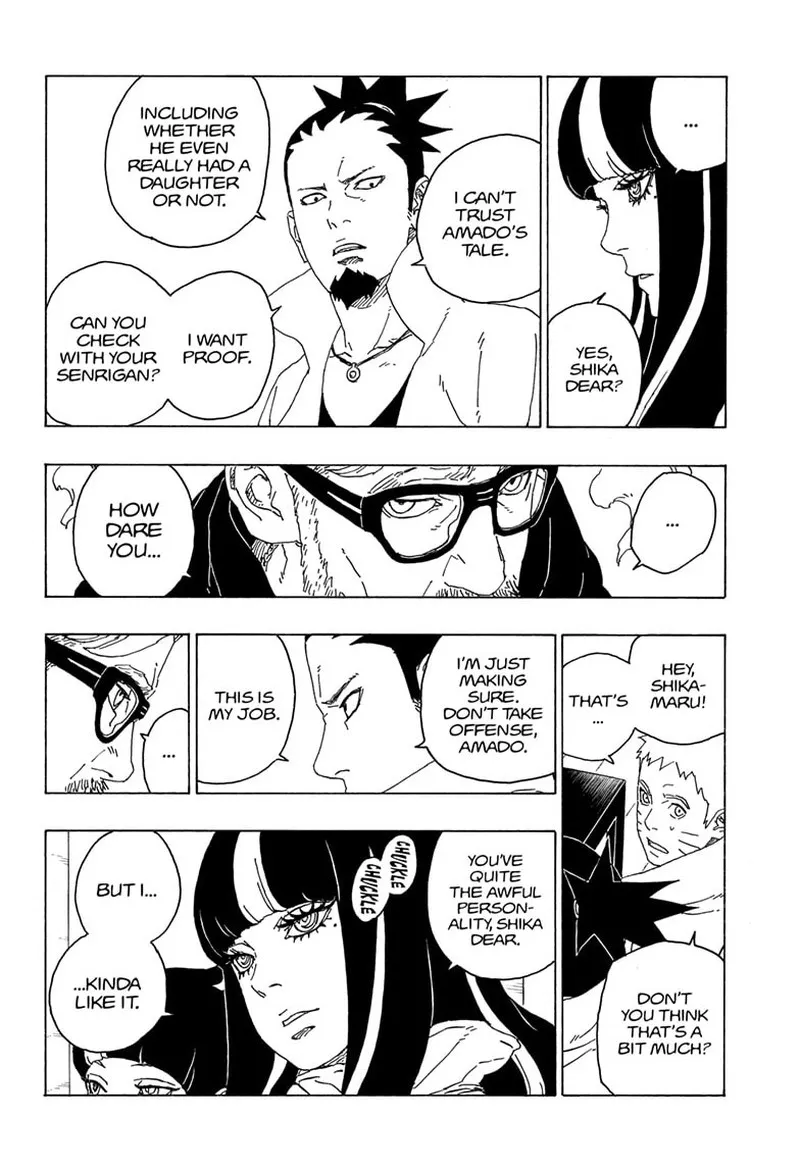 ...
YES,
SHIKA
DEAR?
I CAN'T
TRUST
AMADO'S
TALE.
INCLUDING
WHETHER
HE EVEN
REALLY HAD A
DAUGHTER
OR NOT.
I WANT
PROOF.
CAN YOU
CHECK
WITH YOUR
SENRIGAN?
...
HOW
DARE
YOU...
HEY,
SHIKA-
MARU!
THAT'S
...
DON'T
YOU THINK
THAT'S A
BIT MUCH?
I'M JUST
MAKING
SURE.
DON'T TAKE
OFFENSE,
AMADO.
THIS IS
MY JOB.
...
YOU'VE
QUITE
THE AWFUL
PERSON-
ALITY, SHIKA
DEAR.
CHUCKLE
CHUCKLE
BUT I...
...KINDA
LIKE IT.